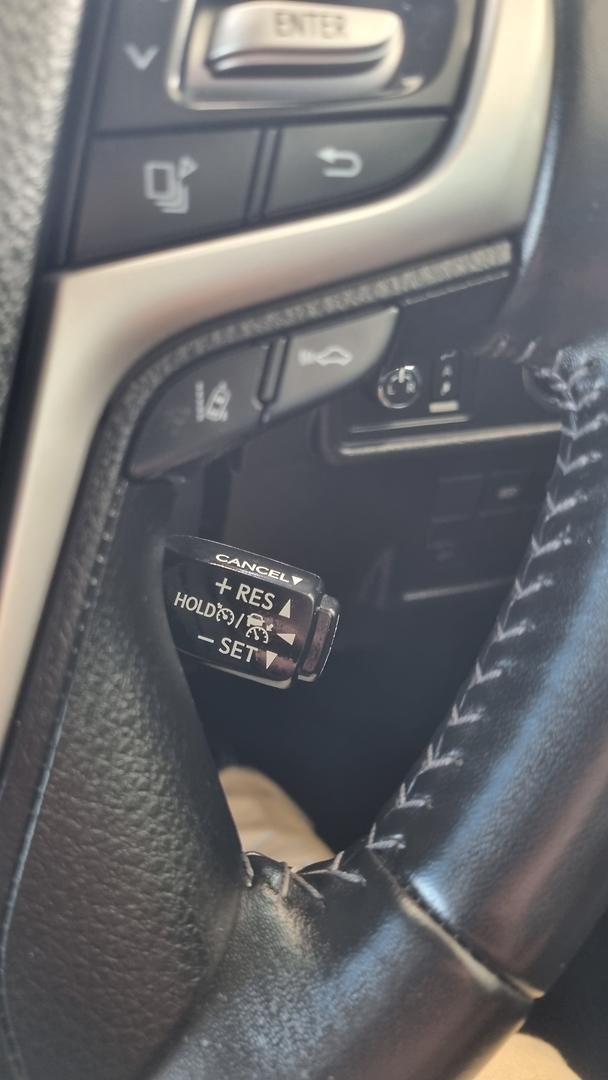 ENTER
CANCEL
+ RES
HOLD /
− SET